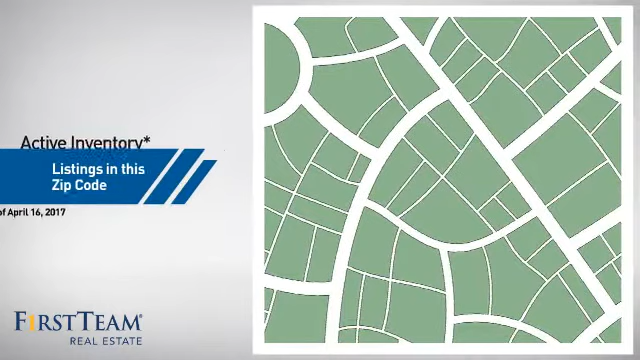 Active Inventory*
Listings in this
Zip Code
of April 16, 2017
FIRSTTEAM®
REAL ESTATE®